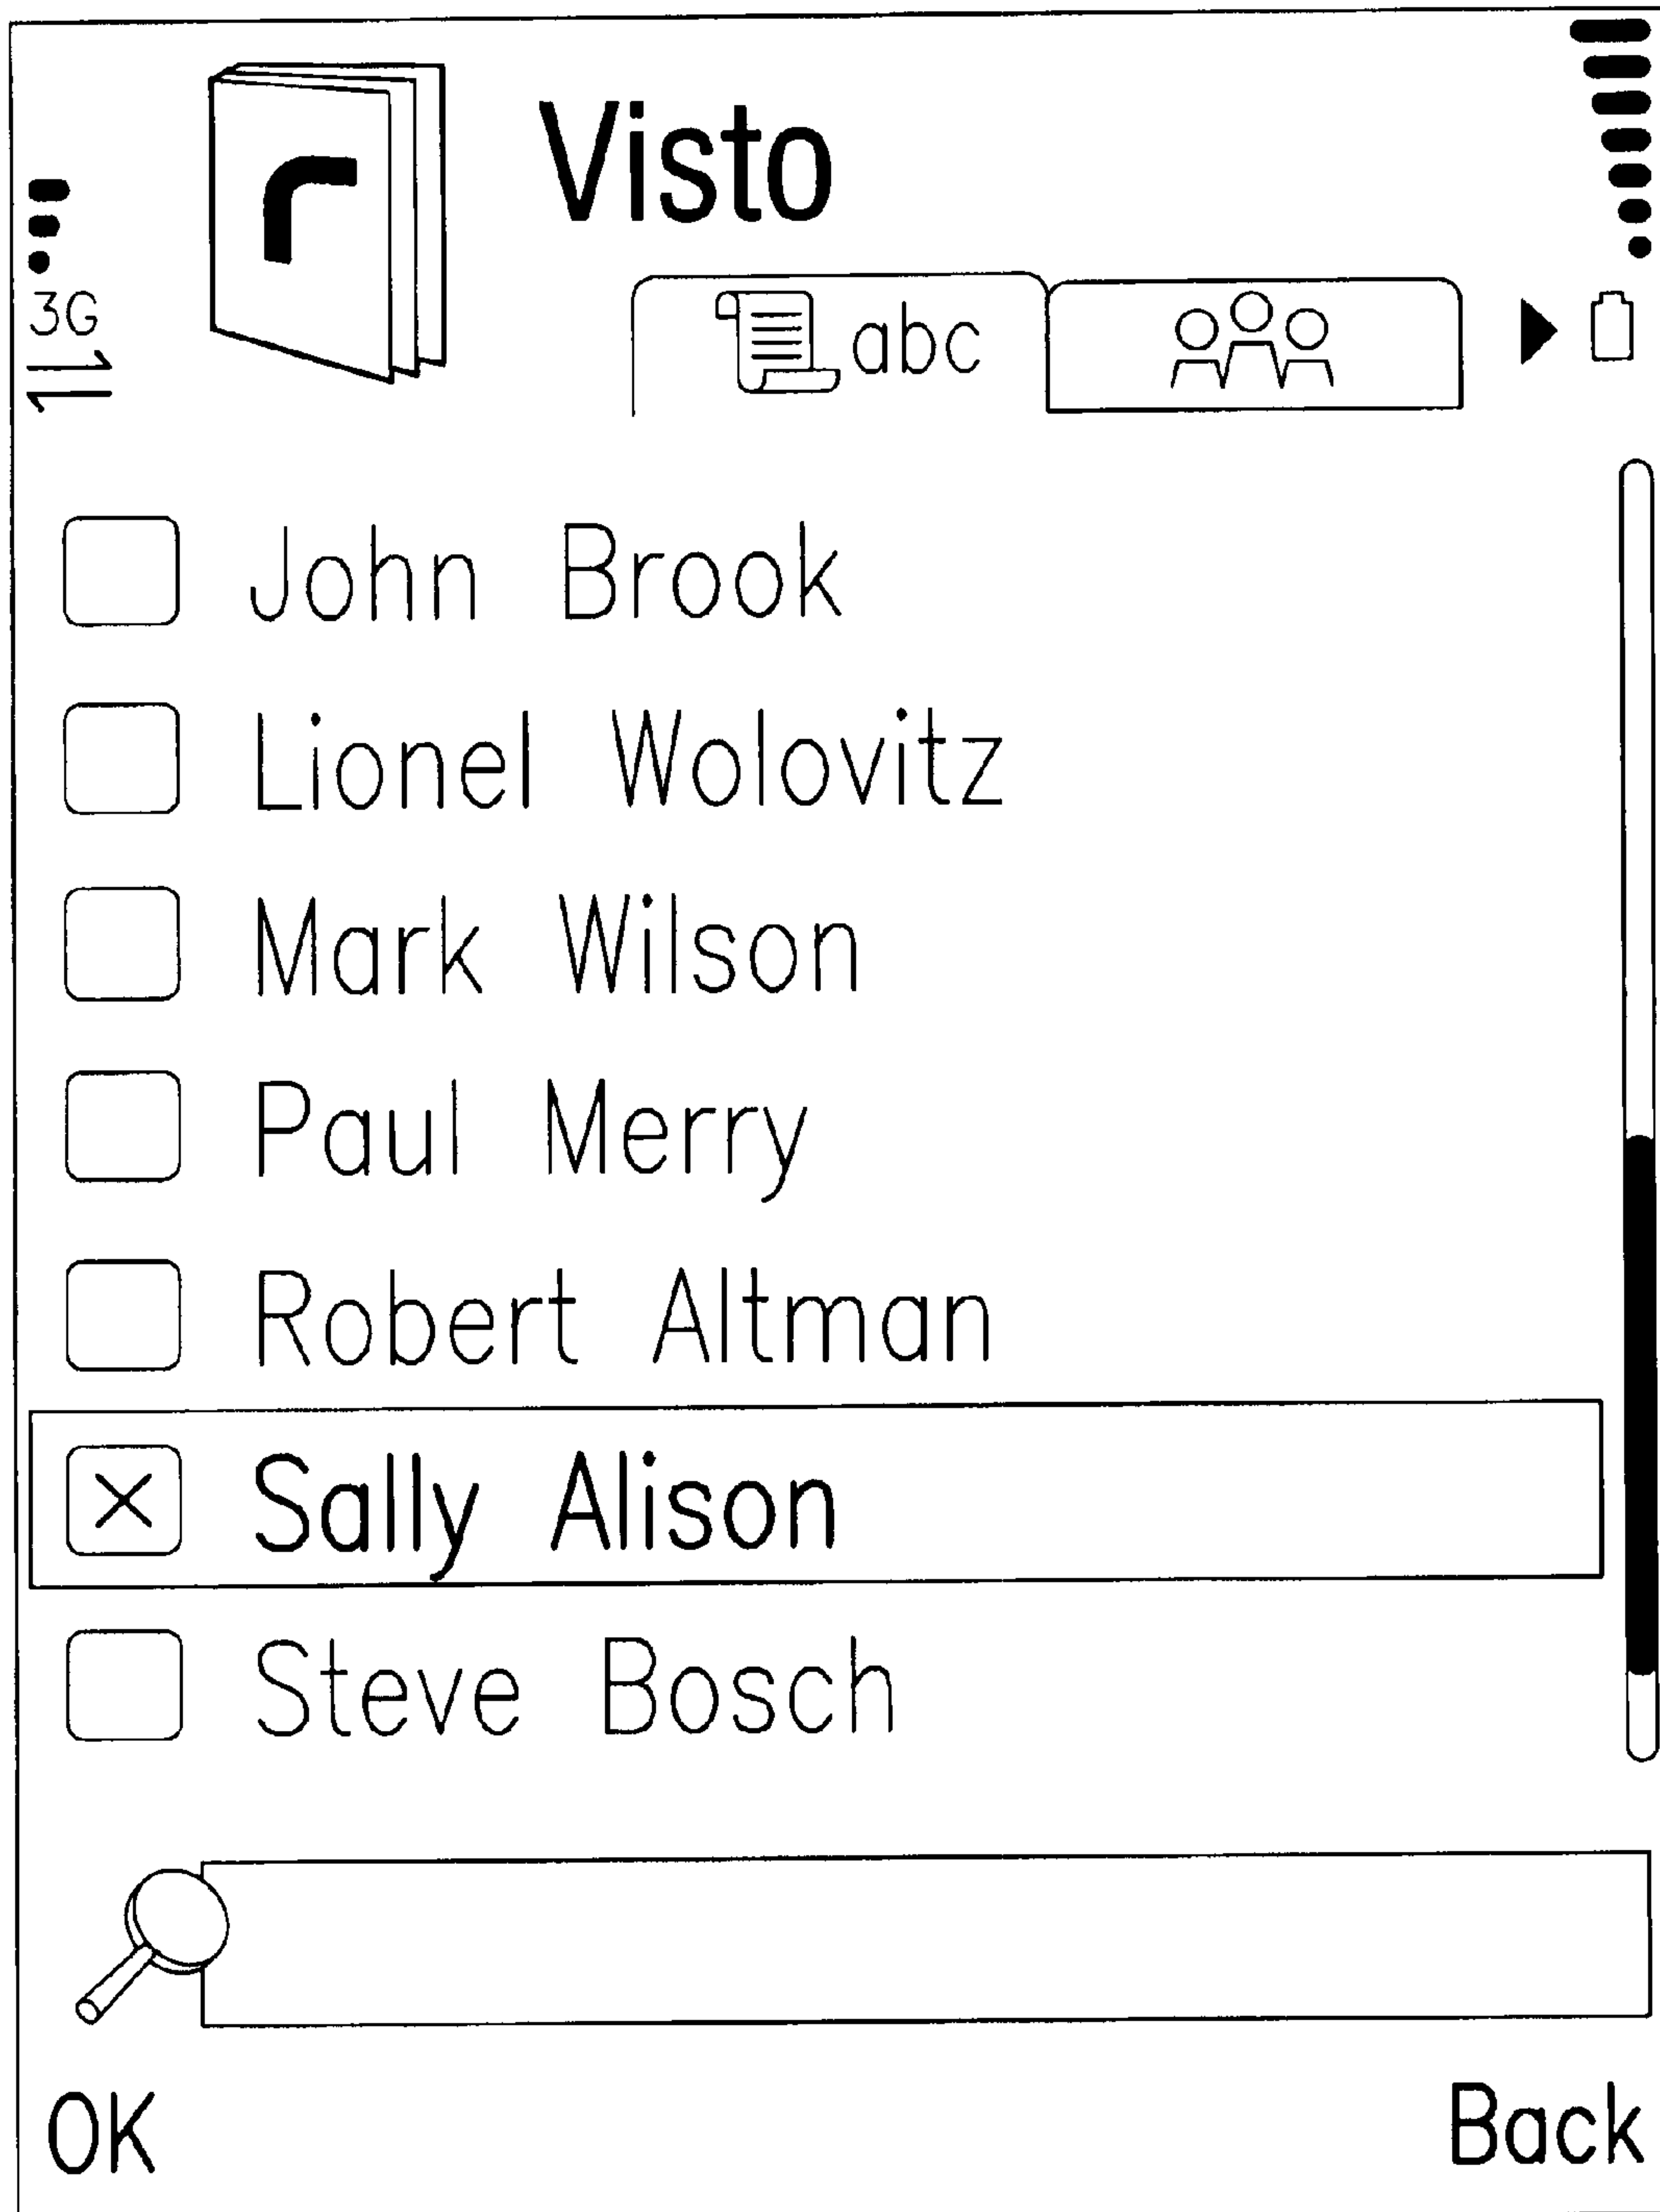 Visto
3G
abc
John Brook
Lionel Wolovitz
Mark Wilson
Paul Merry
Robert Altman
Sally Alison
Steve Bosch
OK
Back